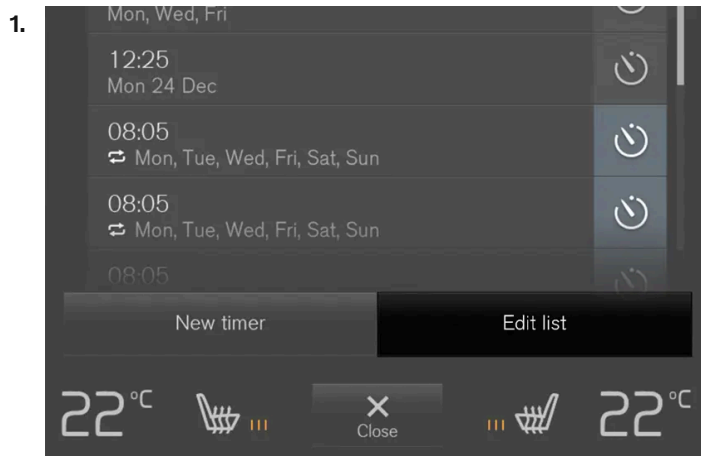 1.
Mon, Wed, Fri
12:25
Mon 24 Dec
08:05
Mon, Tue, Wed, Fri, Sat, Sun
08:05
Mon, Tue, Wed, Fri, Sat, Sun
08:05
New timer
Edit list
22°C
Close
22°C